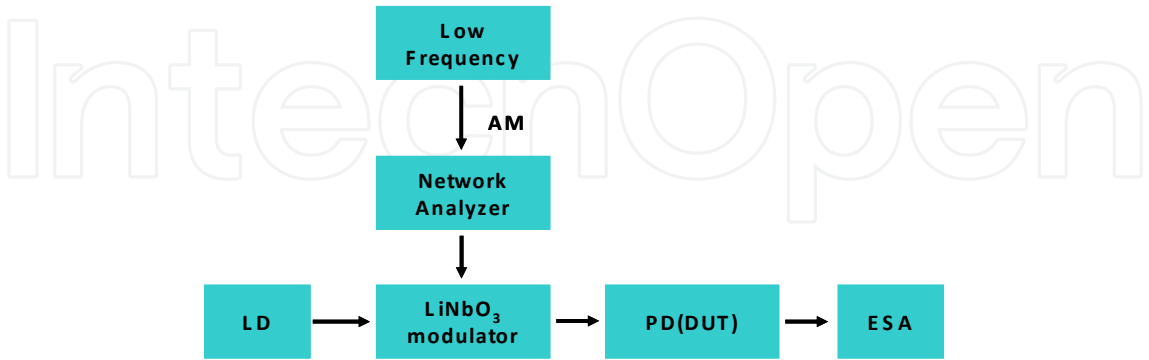 IntechOpen
Low
Frequency
AM
Network
Analyzer
LD
LiNbO₃
modulator
PD(DUT)
ESA